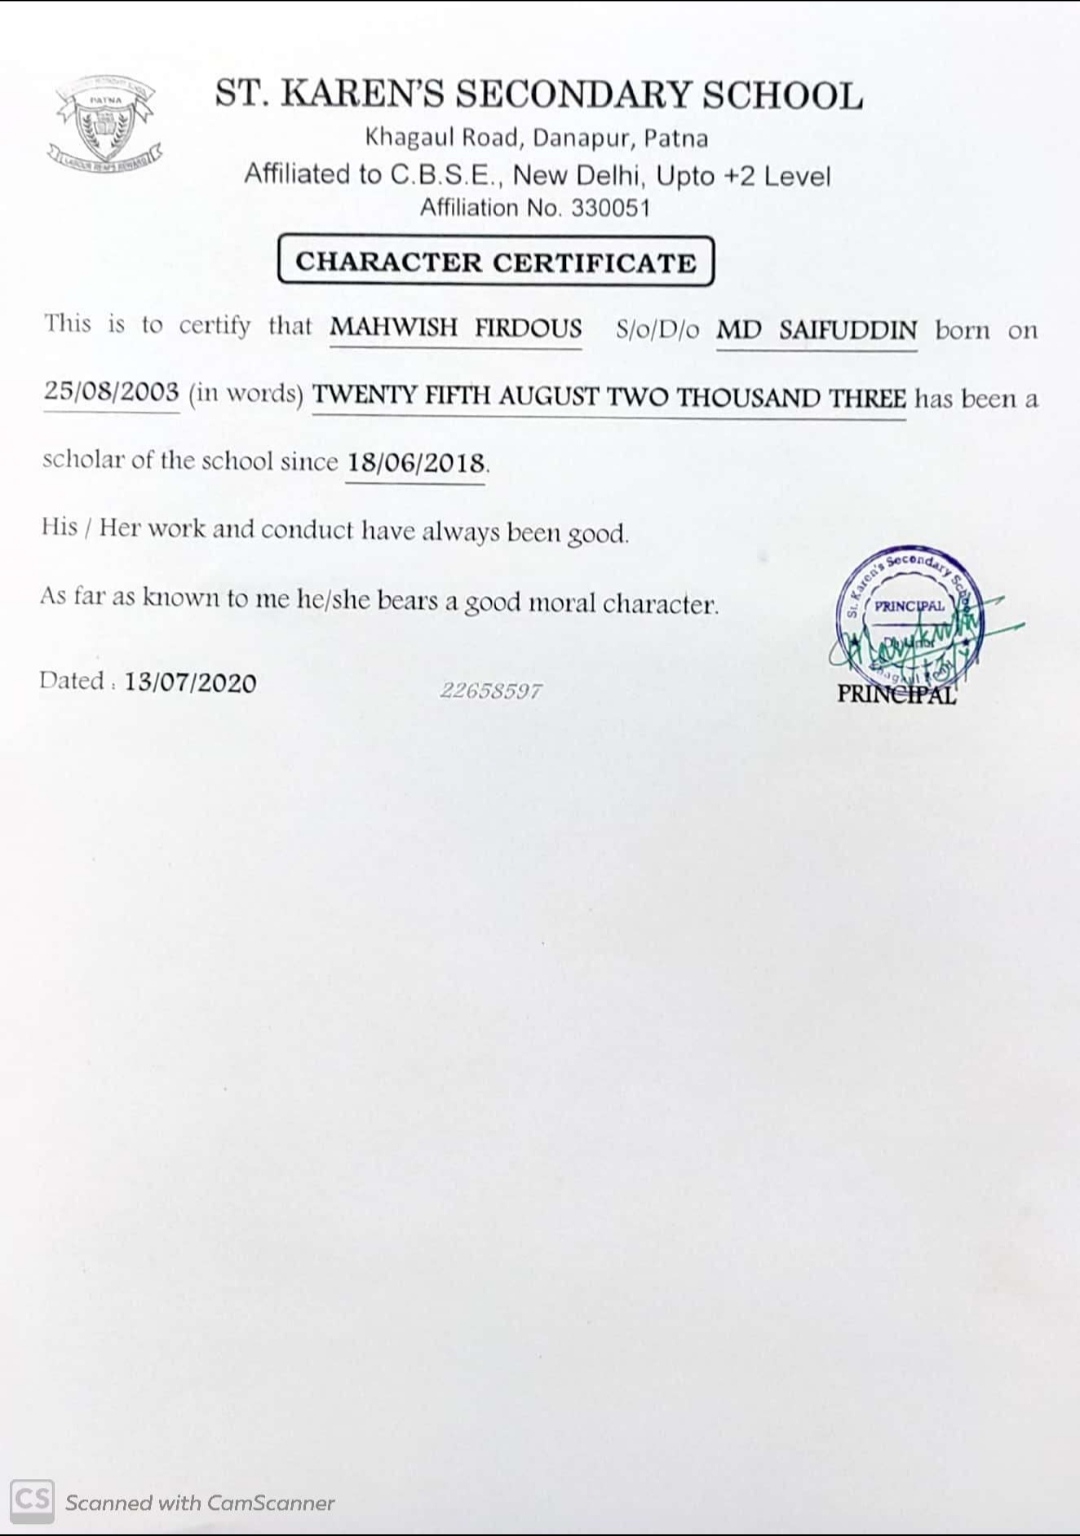 PATNA
ST. KAREN'S SECONDARY SCHOOL
Khagaul Road, Danapur, Patna
Affiliated to C.B.S.E., New Delhi, Upto +2 Level
Affiliation No. 330051
CHARACTER CERTIFICATE
This is to certify that MAHWISH FIRDOUS S/o/D/o MD SAIFUDDIN born on
25/08/2003 (in words) TWENTY FIFTH AUGUST TWO THOUSAND THREE has been a
scholar of the school since 18/06/2018.
His / Her work and conduct have always been good.
As far as known to me he/she bears a good moral character.
St. Karen's Secondary School
PRINCIPAL
Dated : 13/07/2020
22658597
PRINCIPAL
CS Scanned with CamScanner